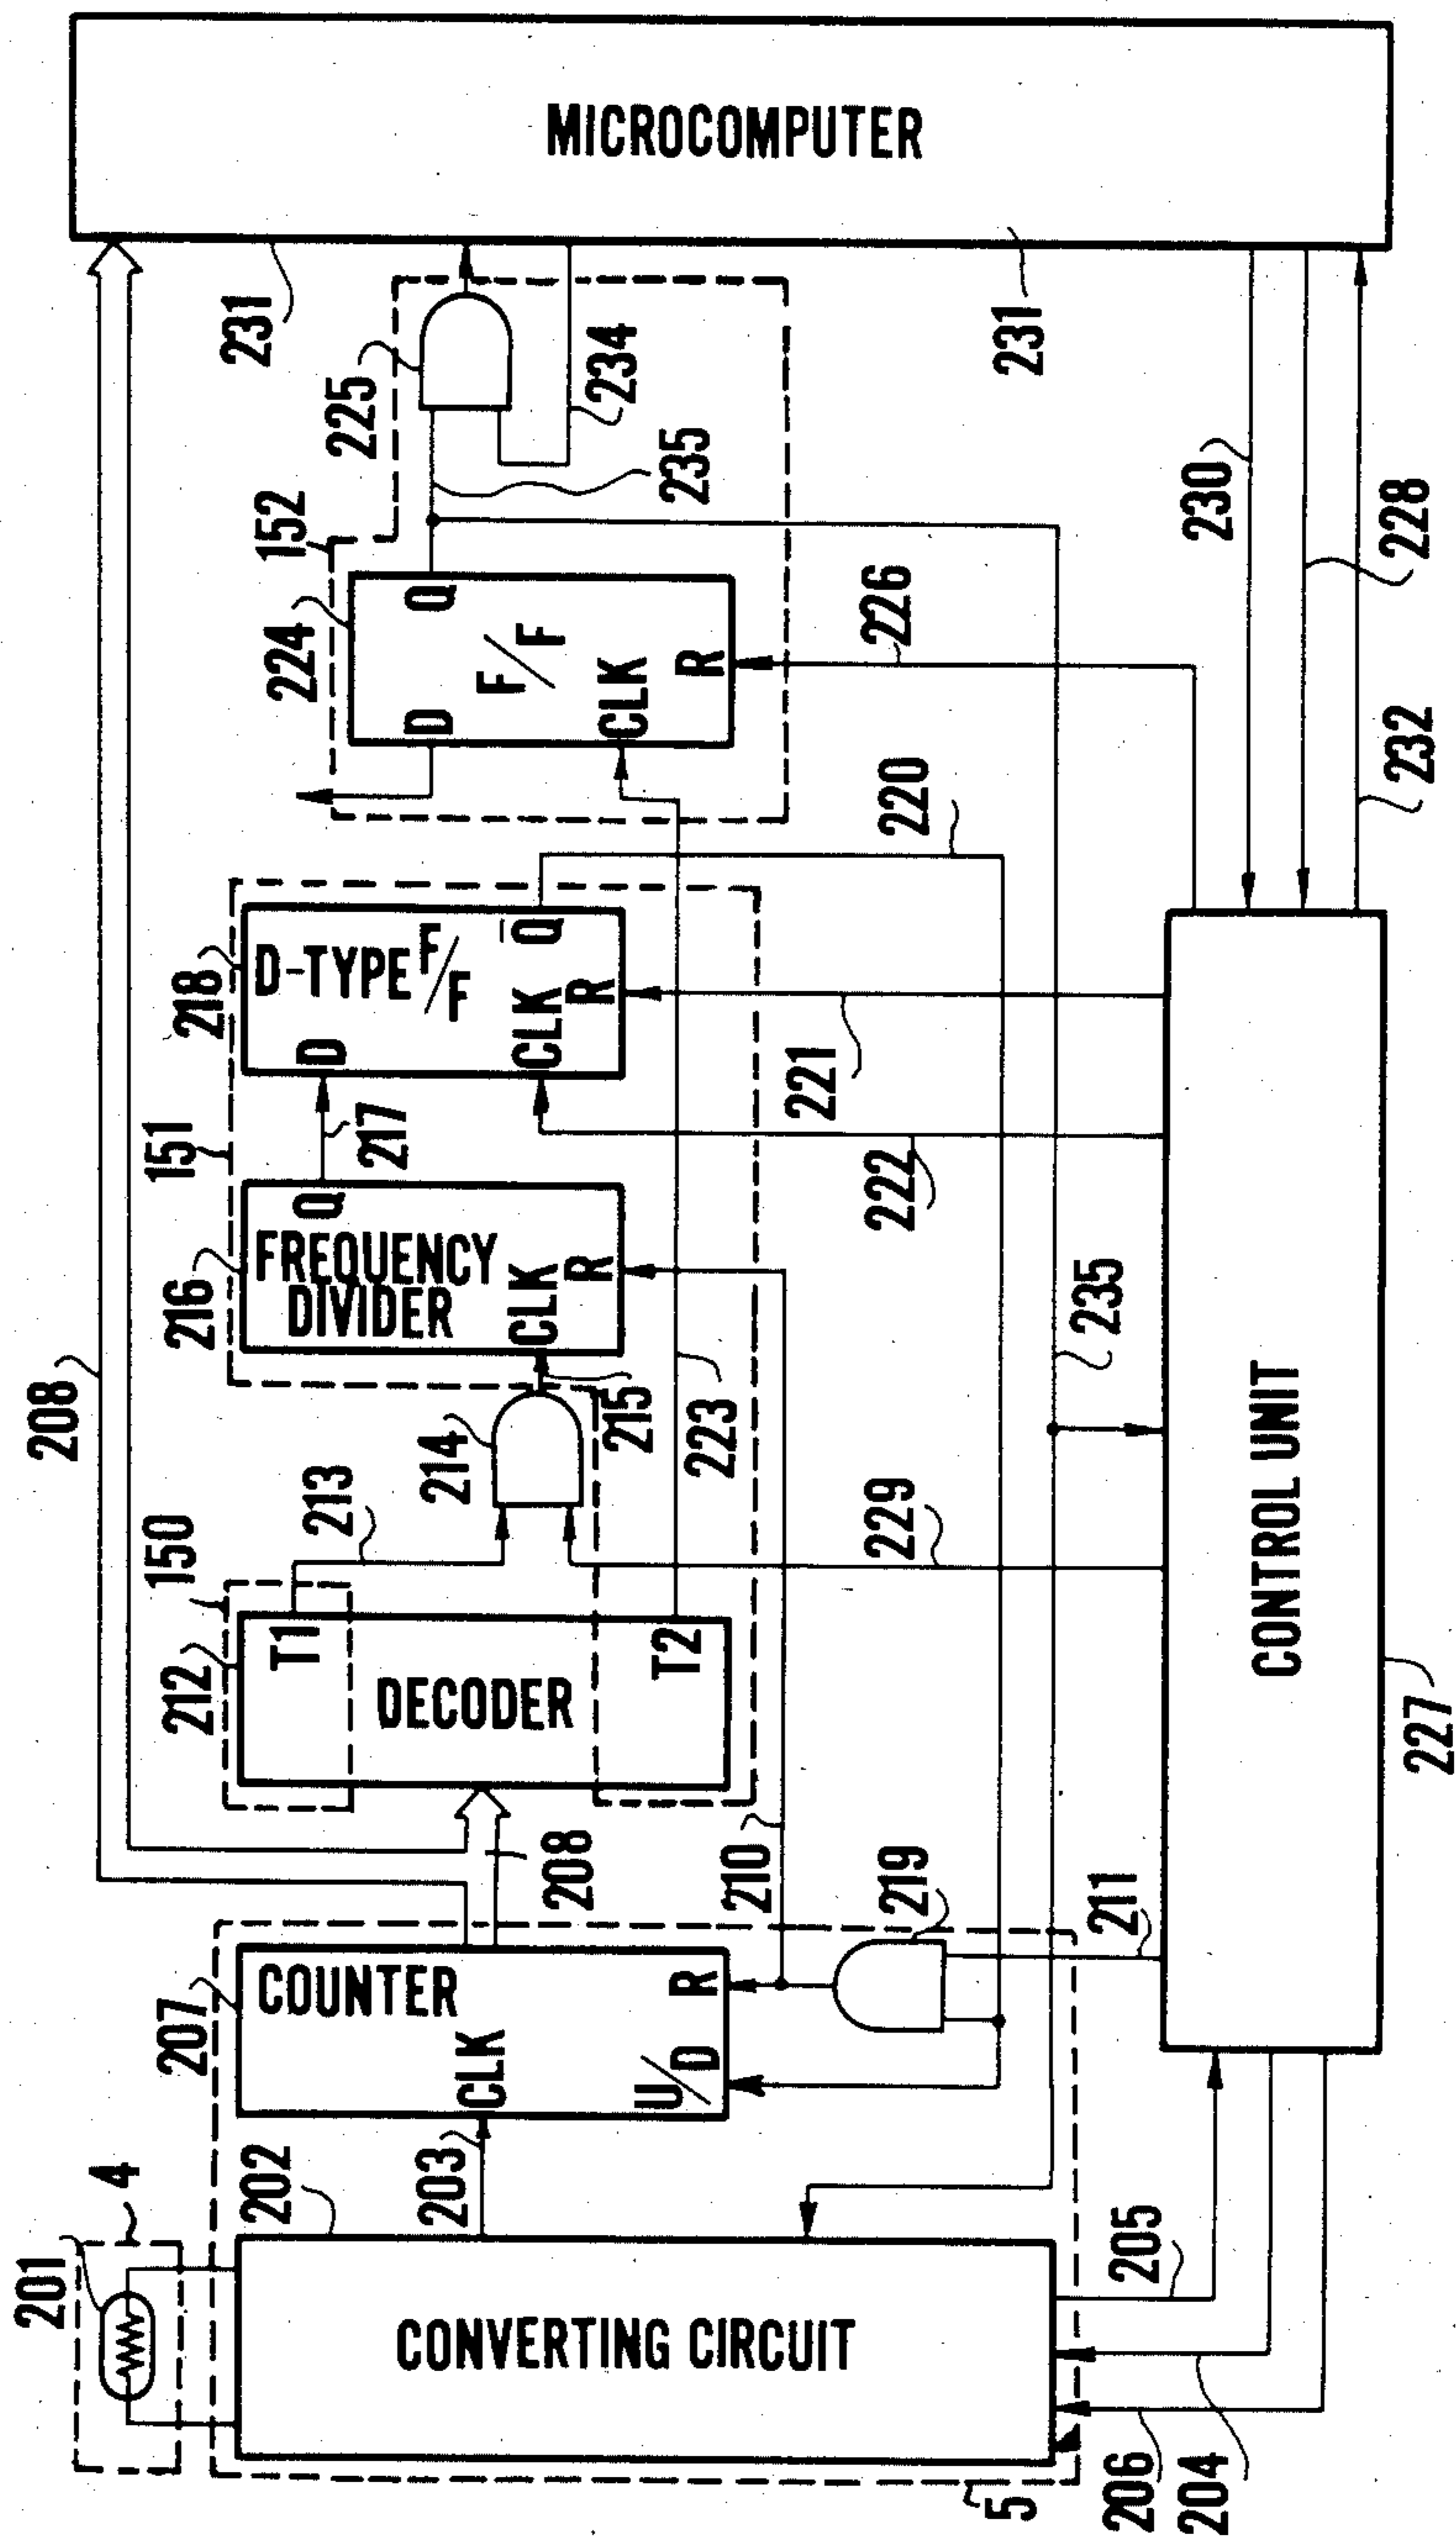 201
4
202
CONVERTING CIRCUIT
203
5
206
204
205
207
COUNTER
CLK
U/D
R
208
210
219
211
212
150
T1
DECODER
T2
213
214
215
229
223
208
151
216
FREQUENCY
DIVIDER
Q
CLK
R
217
218
D-TYPE F/F
D
CLK
Q̄
R
222
221
220
235
CONTROL UNIT
227
152
224
D
Q
F/F
CLK
R
226
225
235
234
231
231
230
228
232
MICROCOMPUTER